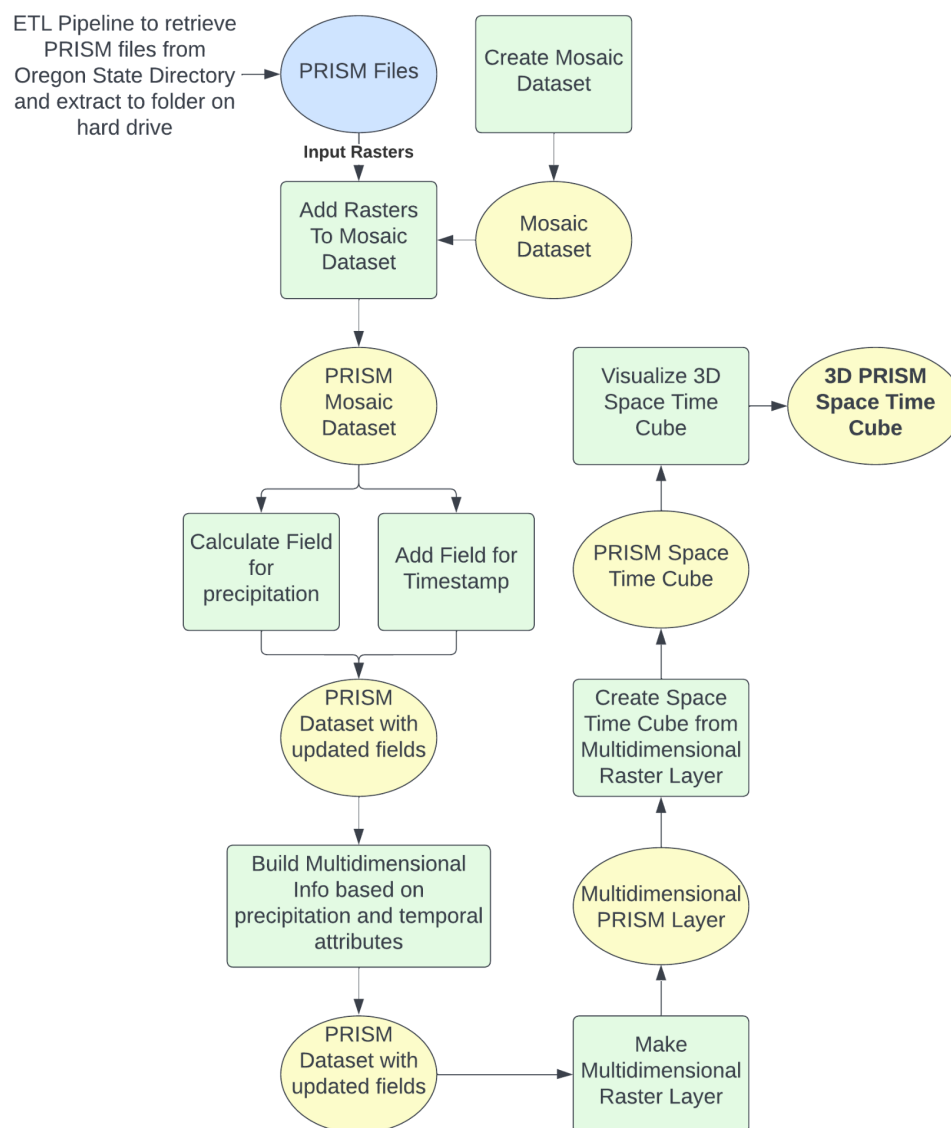 ETL Pipeline to retrieve
PRISM files from
Oregon State Directory
and extract to folder on
hard drive
PRISM Files
Create Mosaic
Dataset
Input Rasters
Add Rasters
To Mosaic
Dataset
Mosaic
Dataset
PRISM
Mosaic
Dataset
Calculate Field
for
precipitation
Add Field for
Timestamp
PRISM
Dataset with
updated fields
Build Multidimensional
Info based on
precipitation and temporal
attributes
PRISM
Dataset with
updated fields
Make
Multidimensional
Raster Layer
Multidimensional
PRISM Layer
Create Space
Time Cube from
Multidimensional
Raster Layer
PRISM Space
Time Cube
Visualize 3D
Space Time
Cube
3D PRISM
Space Time
Cube